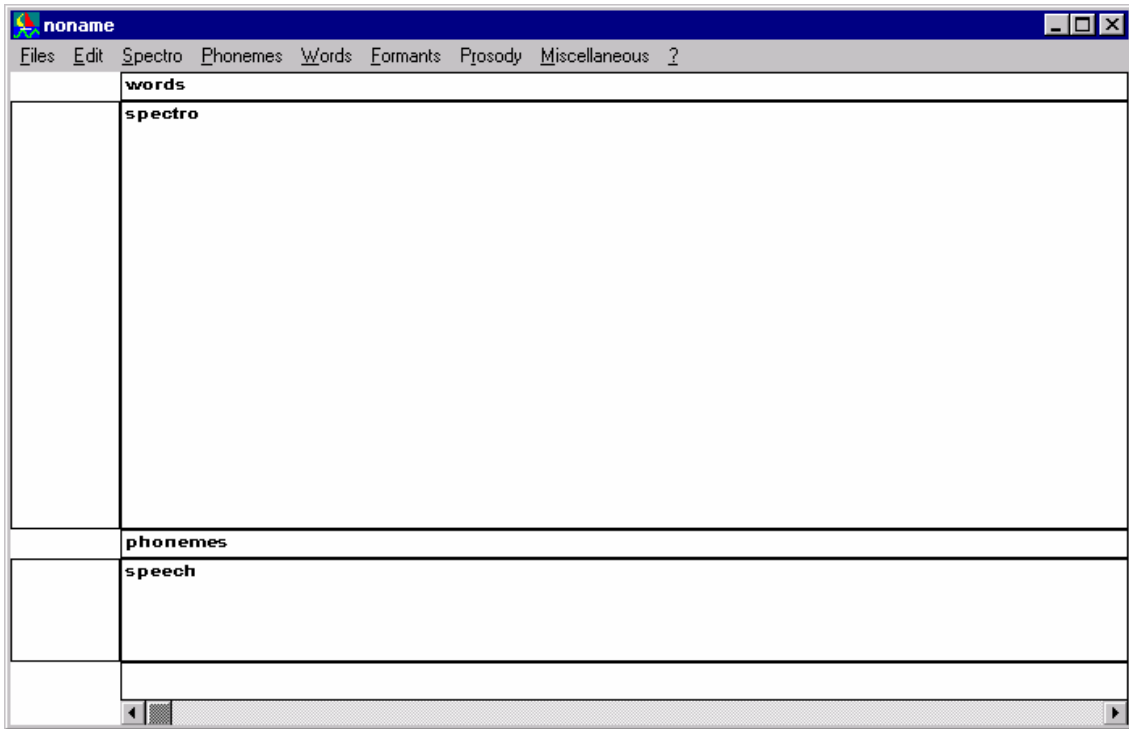 noname
Files Edit Spectro Phonemes Words Formants Prosody Miscellaneous ?
words
spectro
phonemes
speech